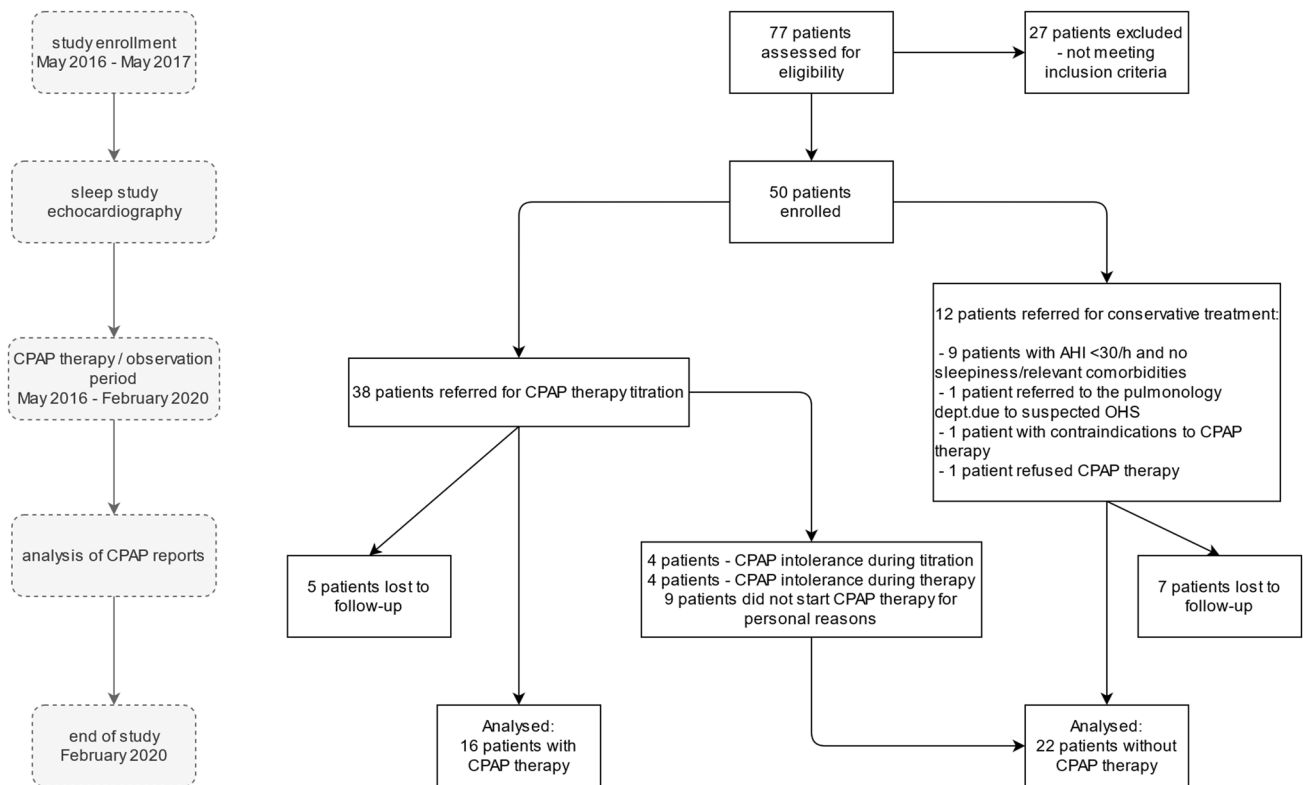 study enrollment
May 2016 - May 2017
sleep study
echocardiography
CPAP therapy / observation
period
May 2016 - February 2020
analysis of CPAP reports
end of study
February 2020
77 patients
assessed for
eligibility
27 patients excluded
- not meeting
inclusion criteria
50 patients
enrolled
38 patients referred for CPAP therapy titration
12 patients referred for conservative treatment:
- 9 patients with AHI <30/h and no
sleepiness/relevant comorbidities
- 1 patient referred to the pulmonology
dept.due to suspected OHS
- 1 patient with contraindications to CPAP
therapy
- 1 patient refused CPAP therapy
5 patients lost to
follow-up
4 patients - CPAP intolerance during titration
4 patients - CPAP intolerance during therapy
9 patients did not start CPAP therapy for
personal reasons
7 patients lost to
follow-up
Analysed:
16 patients with
CPAP therapy
Analysed:
22 patients without
CPAP therapy